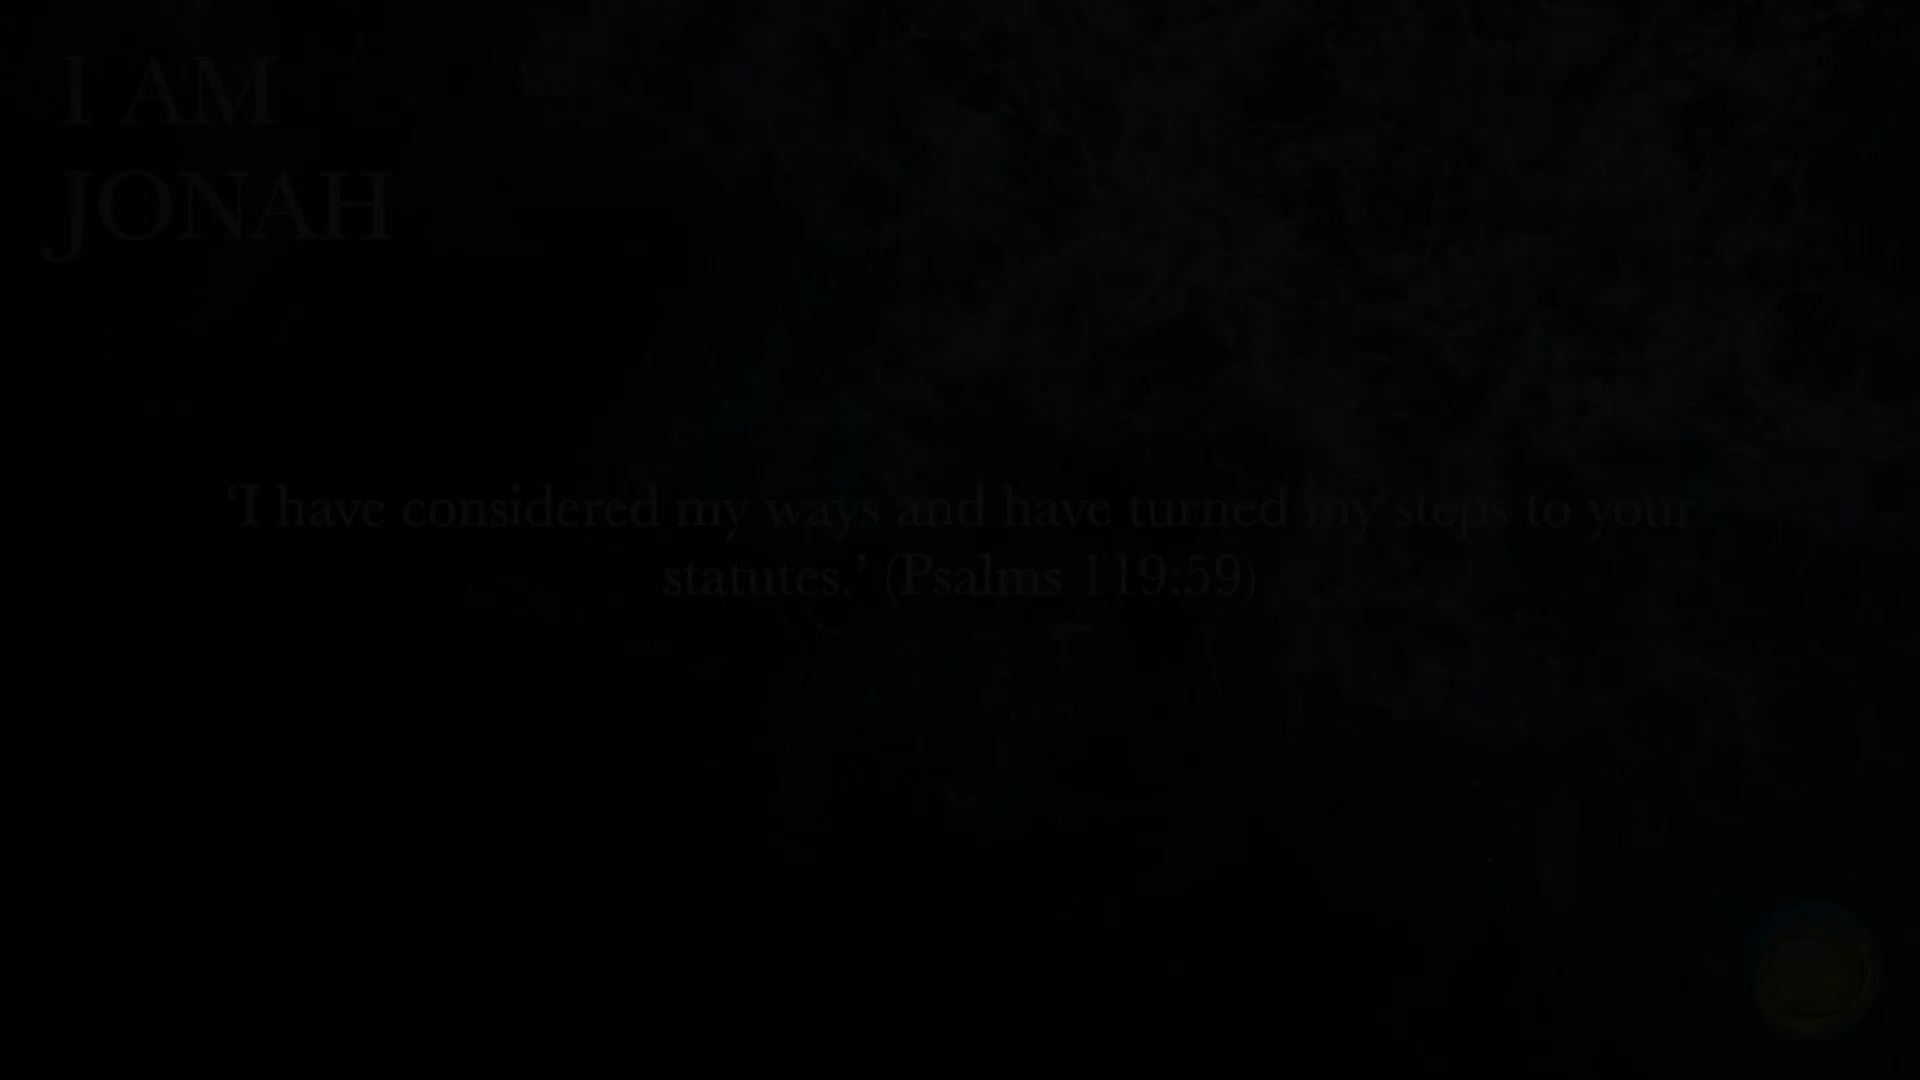 I AM
JONAH
‘I have considered my ways and have turned my steps to your
statutes.’ (Psalms 119:59)